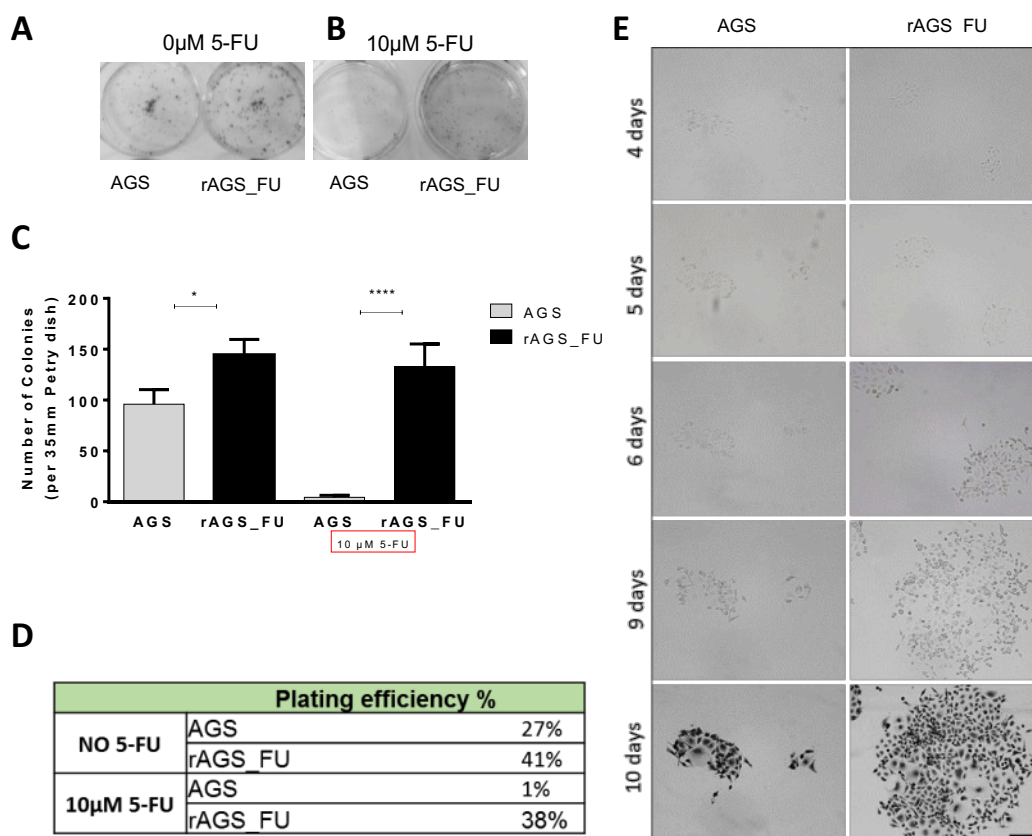 A
0µM 5-FU
AGS
rAGS_FU
B
10µM 5-FU
AGS
rAGS_FU
C
Number of Colonies
(per 35mm Petry dish)
200
150
100
50
0
*
****
AGS
rAGS_FU
AGS
rAGS_FU
AGS
rAGS_FU
10 µM 5-FU
D
Plating efficiency %
NO 5-FU
AGS 27%
rAGS_FU 41%
10µM 5-FU
AGS 1%
rAGS_FU 38%
E
AGS
rAGS FU
4 days
5 days
6 days
9 days
10 days